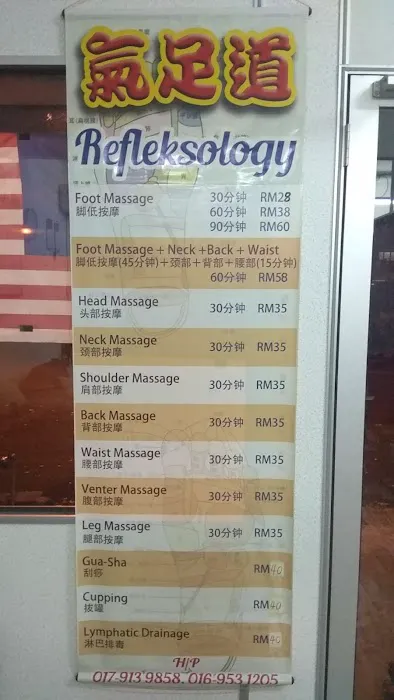 氣足道
Refleksology
Foot Massage 30分钟 RM28
脚低按摩 60分钟 RM38
90分钟 RM60
Foot Massage + Neck +Back + Waist
脚低按摩(45分钟)+颈部+背部+腰部(15分钟)
60分钟 RM58
Head Massage 30分钟 RM35
头部按摩
Neck Massage 30分钟 RM35
颈部按摩
Shoulder Massage 30分钟 RM35
肩部按摩
Back Massage 30分钟 RM35
背部按摩
Waist Massage 30分钟 RM35
腰部按摩
Venter Massage 30分钟 RM35
腹部按摩
Leg Massage 30分钟 RM35
腿部按摩
Gua-Sha RM40
刮痧
Cupping RM40
拔罐
Lymphatic Drainage RM40
淋巴排毒
H/P
017-913 9858. 016-953 1205